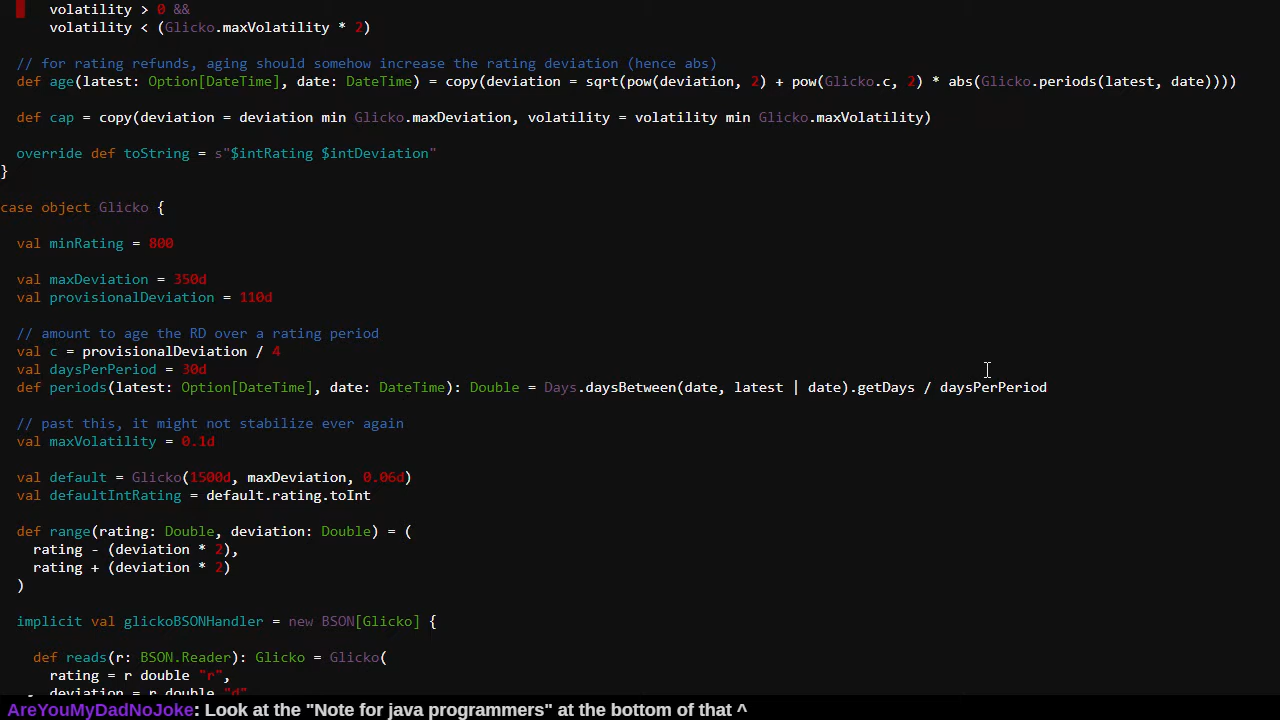 volatility > 0 &&
volatility < (Glicko.maxVolatility * 2)
// for rating refunds, aging should somehow increase the rating deviation (hence abs)
def age(latest: Option[DateTime], date: DateTime) = copy(deviation = sqrt(pow(deviation, 2) + pow(Glicko.c, 2) * abs(Glicko.periods(latest, date))))
def cap = copy(deviation = deviation min Glicko.maxDeviation, volatility = volatility min Glicko.maxVolatility)
override def toString = s"$intRating $intDeviation"
}
case object Glicko {
val minRating = 800
val maxDeviation = 350d
val provisionalDeviation = 110d
// amount to age the RD over a rating period
val c = provisionalDeviation / 4
val daysPerPeriod = 30d
def periods(latest: Option[DateTime], date: DateTime): Double = Days.daysBetween(date, latest | date).getDays / daysPerPeriod
// past this, it might not stabilize ever again
val maxVolatility = 0.1d
val default = Glicko(1500d, maxDeviation, 0.06d)
val defaultIntRating = default.rating.toInt
def range(rating: Double, deviation: Double) = (
rating - (deviation * 2),
rating + (deviation * 2)
)
implicit val glickoBSONHandler = new BSON[Glicko] {
def reads(r: BSON.Reader): Glicko = Glicko(
rating = r double "r",
deviation = r double "d"
AreYouMyDadNoJoke: Look at the "Note for java programmers" at the bottom of that ^